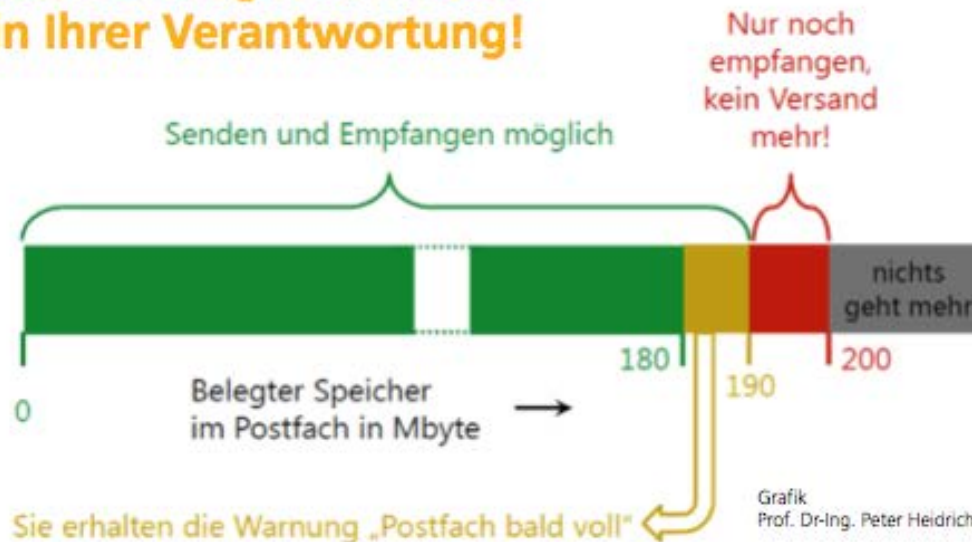 n Ihrer Verantwortung!
Nur noch
empfangen,
kein Versand
mehr!
Senden und Empfangen möglich
nichts
geht mehr
180
190
200
0
Belegter Speicher
im Postfach in Mbyte
Sie erhalten die Warnung „Postfach bald voll“
Grafik
Prof. Dr-Ing. Peter Heidrich